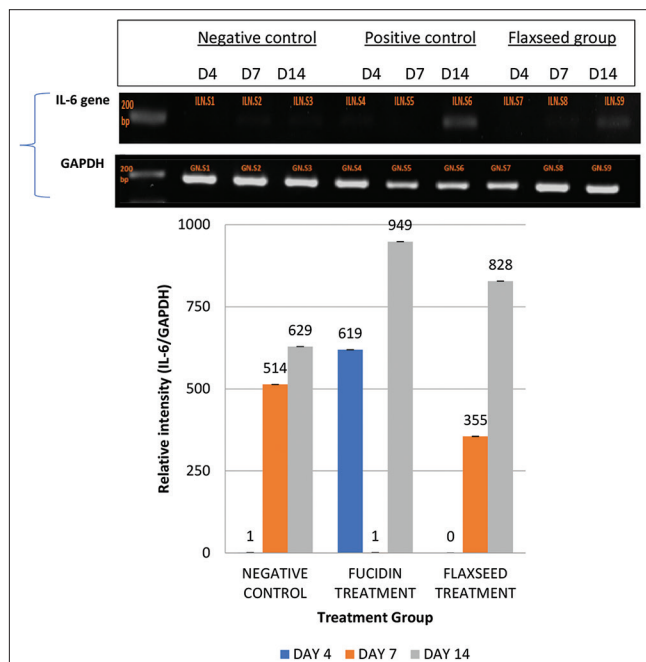 Negative control Positive control Flaxseed group
D4 D7 D14 D4 D7 D14 D4 D7 D14
IL-6 gene
200
bp
ILN.S1 ILN.S2 ILN.S3 ILN.S4 ILN.S5 ILN.S6 ILN.S7 ILN.S8 ILN.S9
GAPDH
200
bp
GN.S1 GN.S2 GN.S3 GN.S4 GN.S5 GN.S6 GN.S7 GN.S8 GN.S9
Relative intensity (IL-6/GAPDH)
1000
750
500
250
0
1
514
629
619
1
949
0
355
828
NEGATIVE CONTROL
FUCIDIN TREATMENT
FLAXSEED TREATMENT
Treatment Group
DAY 4 DAY 7 DAY 14